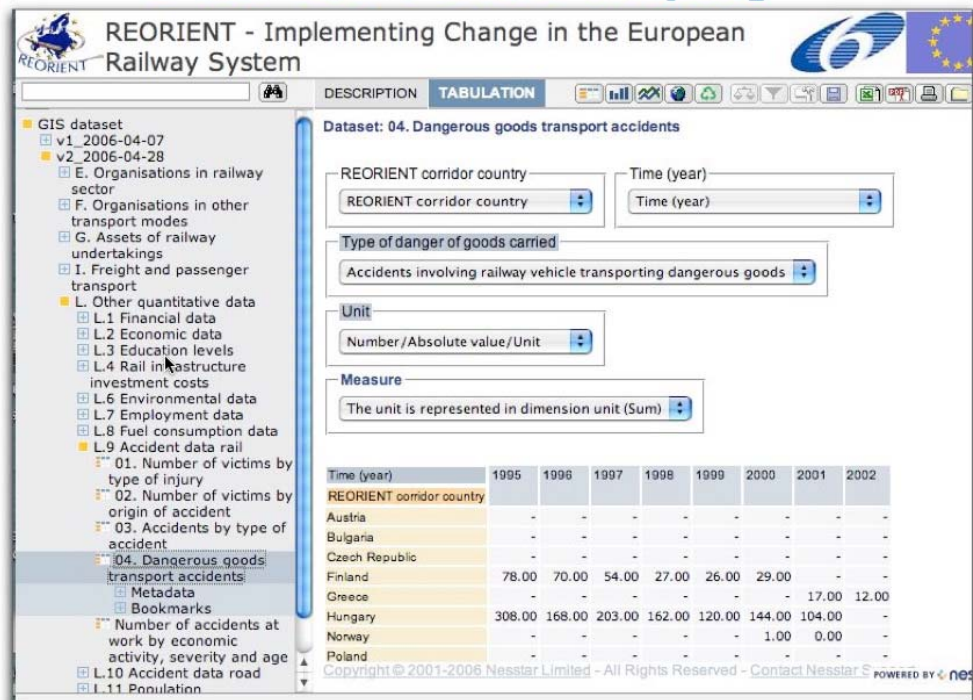 REORIENT - Implementing Change in the European
Railway System
REORIENT
6
DESCRIPTION TABULATION
GIS dataset
v1_2006-04-07
v2_2006-04-28
E. Organisations in railway
sector
F. Organisations in other
transport modes
G. Assets of railway
undertakings
I. Freight and passenger
transport
L. Other quantitative data
L.1 Financial data
L.2 Economic data
L.3 Education levels
L.4 Rail infrastructure
investment costs
L.6 Environmental data
L.7 Employment data
L.8 Fuel consumption data
L.9 Accident data rail
01. Number of victims by
type of injury
02. Number of victims by
origin of accident
03. Accidents by type of
accident
04. Dangerous goods
transport accidents
Metadata
Bookmarks
Number of accidents at
work by economic
activity, severity and age
L.10 Accident data road
L.11 Population
Dataset: 04. Dangerous goods transport accidents
REORIENT corridor country Time (year)
REORIENT corridor country Time (year)
Type of danger of goods carried
Accidents involving railway vehicle transporting dangerous goods
Unit
Number/Absolute value/Unit
Measure
The unit is represented in dimension unit (Sum)
Time (year) 1995 1996 1997 1998 1999 2000 2001 2002
REORIENT corridor country
Austria - - - - - - - -
Bulgaria - - - - - - - -
Czech Republic - - - - - - - -
Finland 78.00 70.00 54.00 27.00 26.00 29.00 - -
Greece - - - - - - 17.00 12.00
Hungary 308.00 168.00 203.00 162.00 120.00 144.00 104.00 -
Norway - - - - - 1.00 0.00 -
Poland - - - - - - - -
Copyright © 2001-2006 Nesstar Limited - All Rights Reserved - Contact Nesstar S
POWERED BY nes